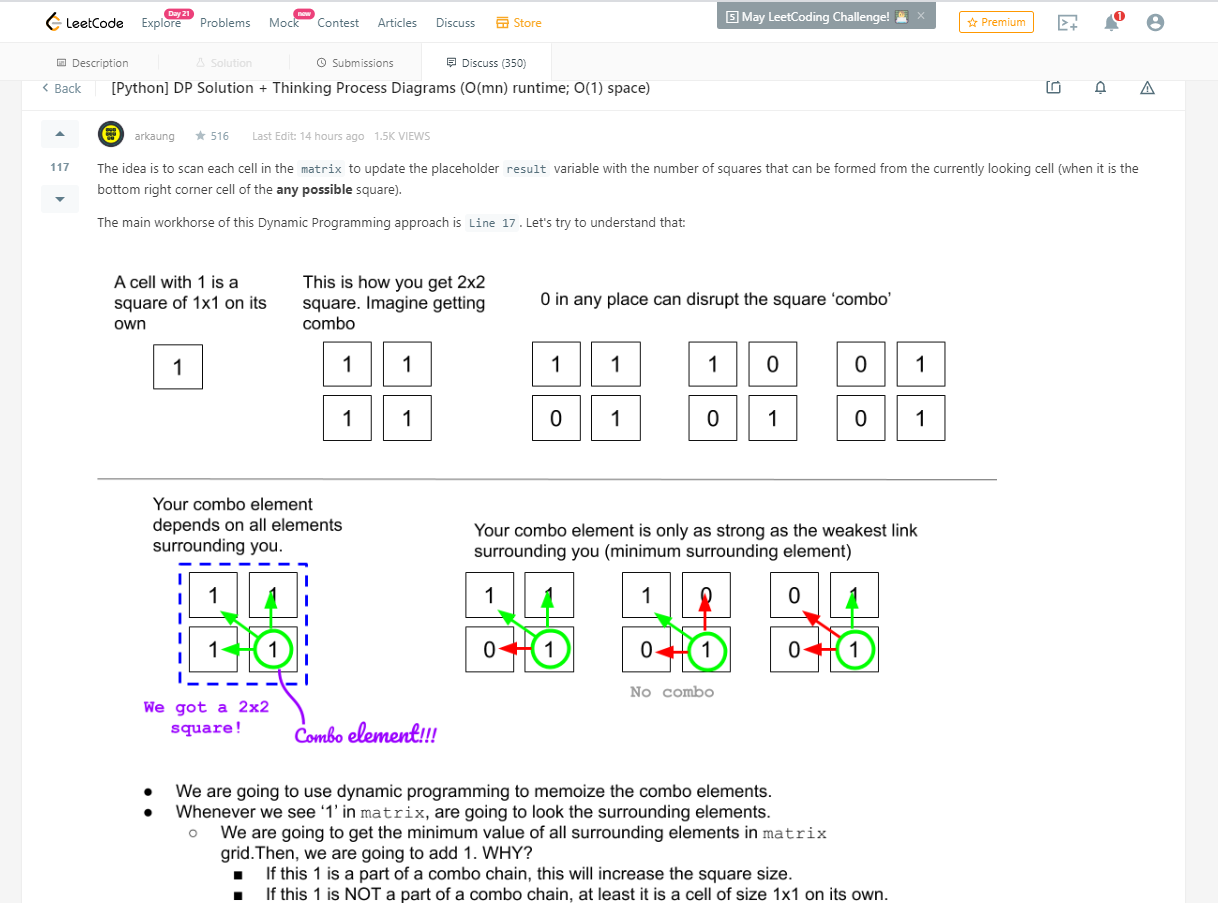 LeetCode Explore Day 21 Problems Mock new Contest Articles Discuss Store
May LeetCoding Challenge! ×
Premium
1
Description Solution Submissions Discuss (350)
Back [Python] DP Solution + Thinking Process Diagrams (O(mn) runtime; O(1) space)
arkaung ★ 516 Last Edit: 14 hours ago 1.5K VIEWS
117
The idea is to scan each cell in the matrix to update the placeholder result variable with the number of squares that can be formed from the currently looking cell (when it is the
bottom right corner cell of the any possible square).
The main workhorse of this Dynamic Programming approach is Line 17 . Let's try to understand that:
A cell with 1 is a
square of 1x1 on its
own
1
This is how you get 2x2
square. Imagine getting
combo
1 1
1 1
0 in any place can disrupt the square ‘combo’
1 1 1 0 0 1
0 1 0 1 0 1
Your combo element
depends on all elements
surrounding you.
1 1
1 1
We got a 2x2
square!
Combo element!!!
Your combo element is only as strong as the weakest link
surrounding you (minimum surrounding element)
1 1 1 0 0 1
0 1 0 1 0 1
No combo
● We are going to use dynamic programming to memoize the combo elements.
● Whenever we see ‘1’ in matrix, are going to look the surrounding elements.
○ We are going to get the minimum value of all surrounding elements in matrix
grid.Then, we are going to add 1. WHY?
■ If this 1 is a part of a combo chain, this will increase the square size.
■ If this 1 is NOT a part of a combo chain, at least it is a cell of size 1x1 on its own.